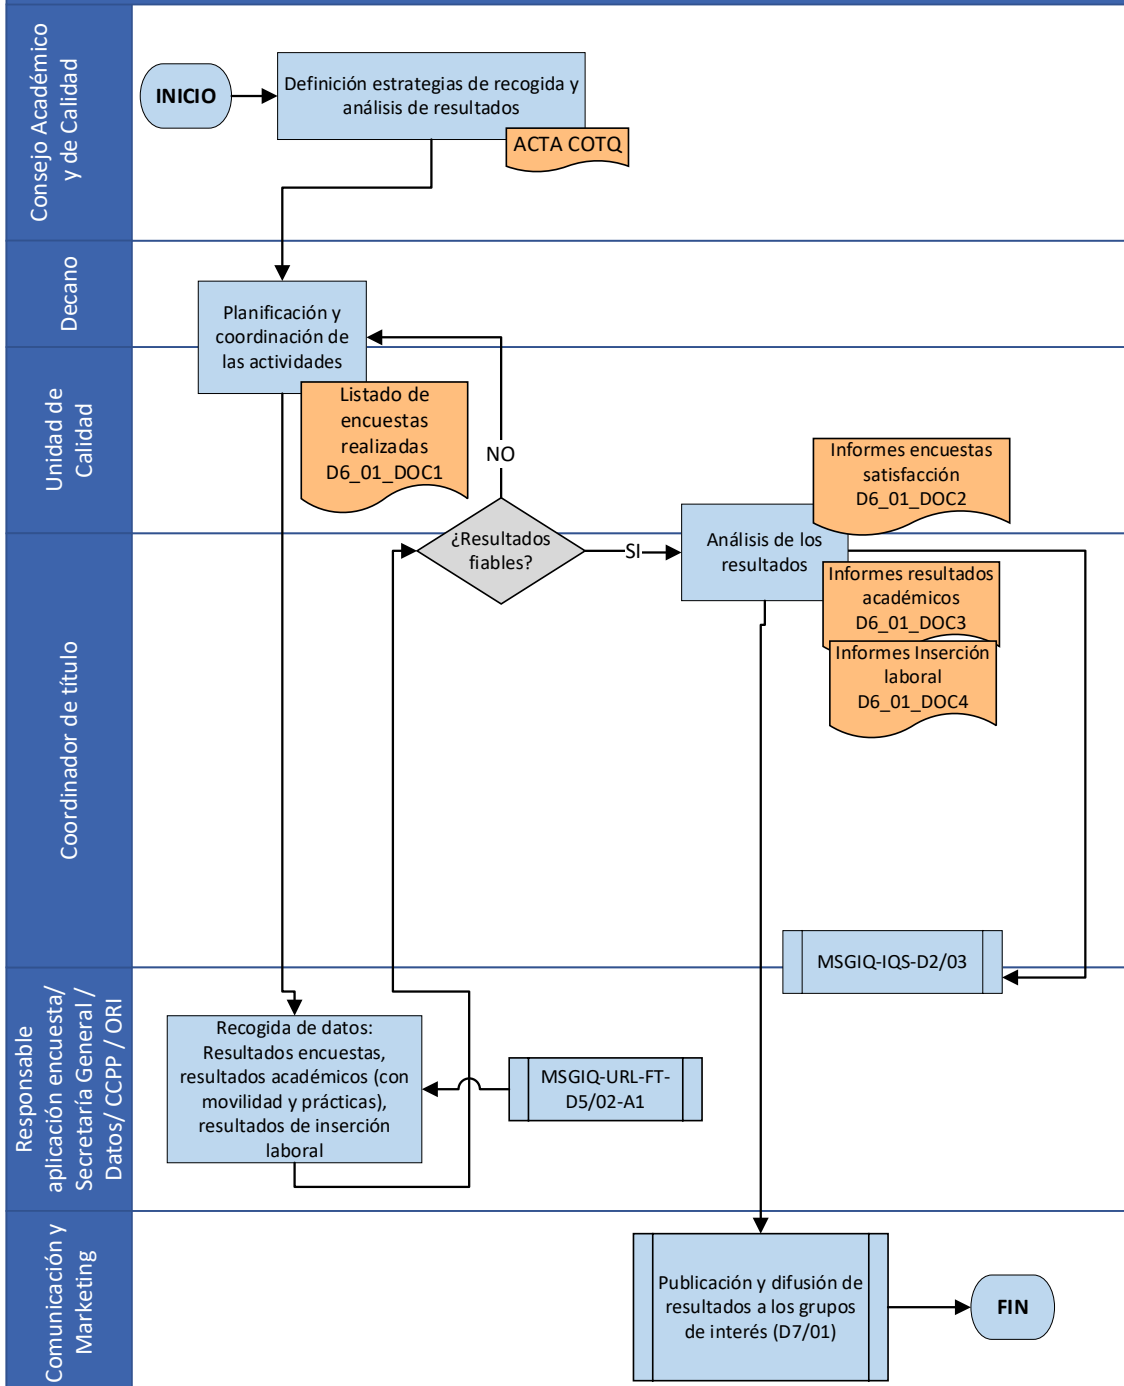 Consejo Académico
y de Calidad
INICIO
Definición estrategias de recogida y
análisis de resultados
ACTA COTQ
Decano
Planificación y
coordinación de
las actividades
Unidad de
Calidad
Listado de
encuestas
realizadas
D6_01_DOC1
NO
Informes encuestas
satisfacción
D6_01_DOC2
Coordinador de título
¿Resultados
fiables?
SI
Análisis de los
resultados
Informes resultados
académicos
D6_01_DOC3
Informes Inserción
laboral
D6_01_DOC4
MSGIQ-IQS-D2/03
Responsable
aplicación encuesta/
Secretaría General /
Datos/ CCPP / ORI
Recogida de datos:
Resultados encuestas,
resultados académicos (con
movilidad y prácticas),
resultados de inserción
laboral
MSGIQ-URL-FT-
D5/02-A1
Comunicación y
Marketing
Publicación y difusión de
resultados a los grupos
de interés (D7/01)
FIN